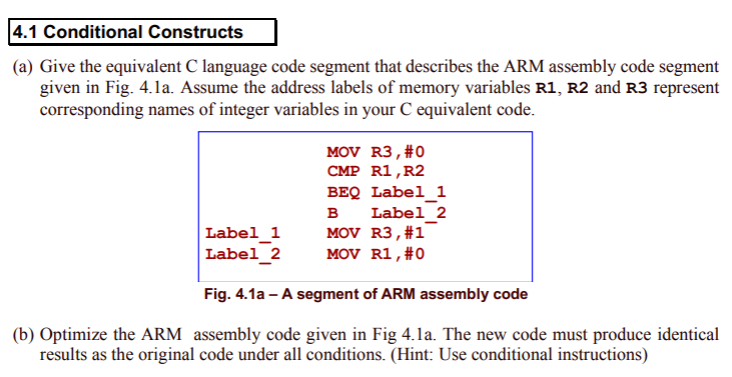 4.1 Conditional Constructs
(a) Give the equivalent C language code segment that describes the ARM assembly code segment
given in Fig. 4.1a. Assume the address labels of memory variables R1, R2 and R3 represent
corresponding names of integer variables in your C equivalent code.
MOV R3,#0
CMP R1,R2
BEQ Label_1
B Label_2
Label_1 MOV R3,#1
Label_2 MOV R1,#0
Fig. 4.1a – A segment of ARM assembly code
(b) Optimize the ARM assembly code given in Fig 4.1a. The new code must produce identical
results as the original code under all conditions. (Hint: Use conditional instructions)